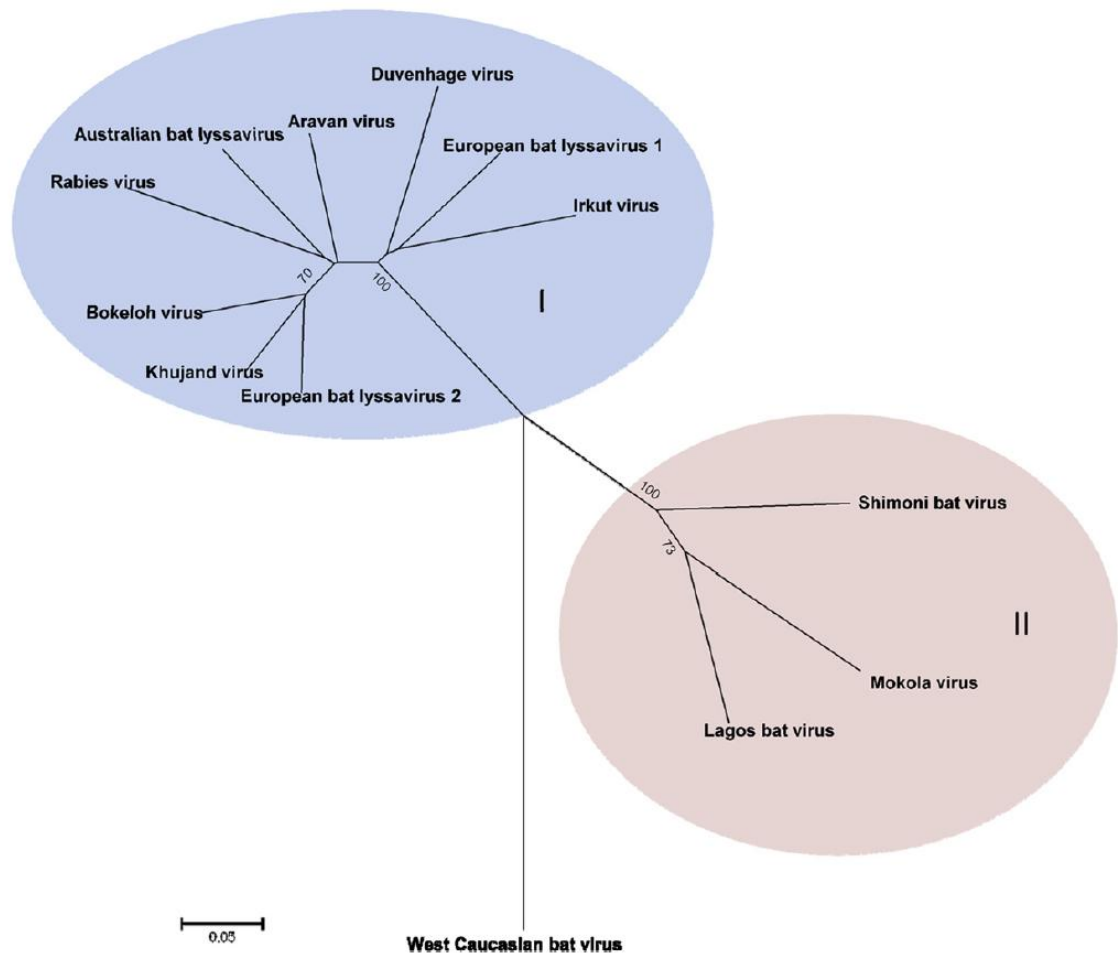 Duvenhage virus
Aravan virus
Australian bat lyssavirus
European bat lyssavirus 1
Rabies virus
Irkut virus
70
100
I
Bokeloh virus
Khujand virus
European bat lyssavirus 2
100
Shimoni bat virus
73
II
Mokola virus
Lagos bat virus
0.05
West Caucasian bat virus